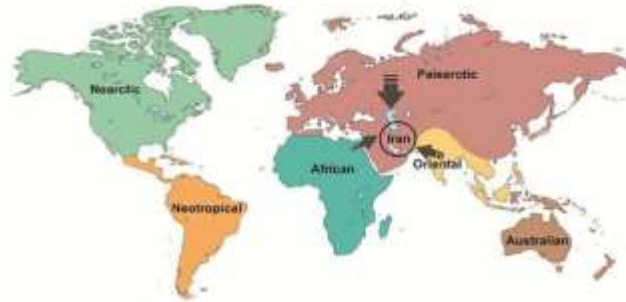 Nearctic
Palearctic
Iran
African
Oriental
Neotropical
Australian